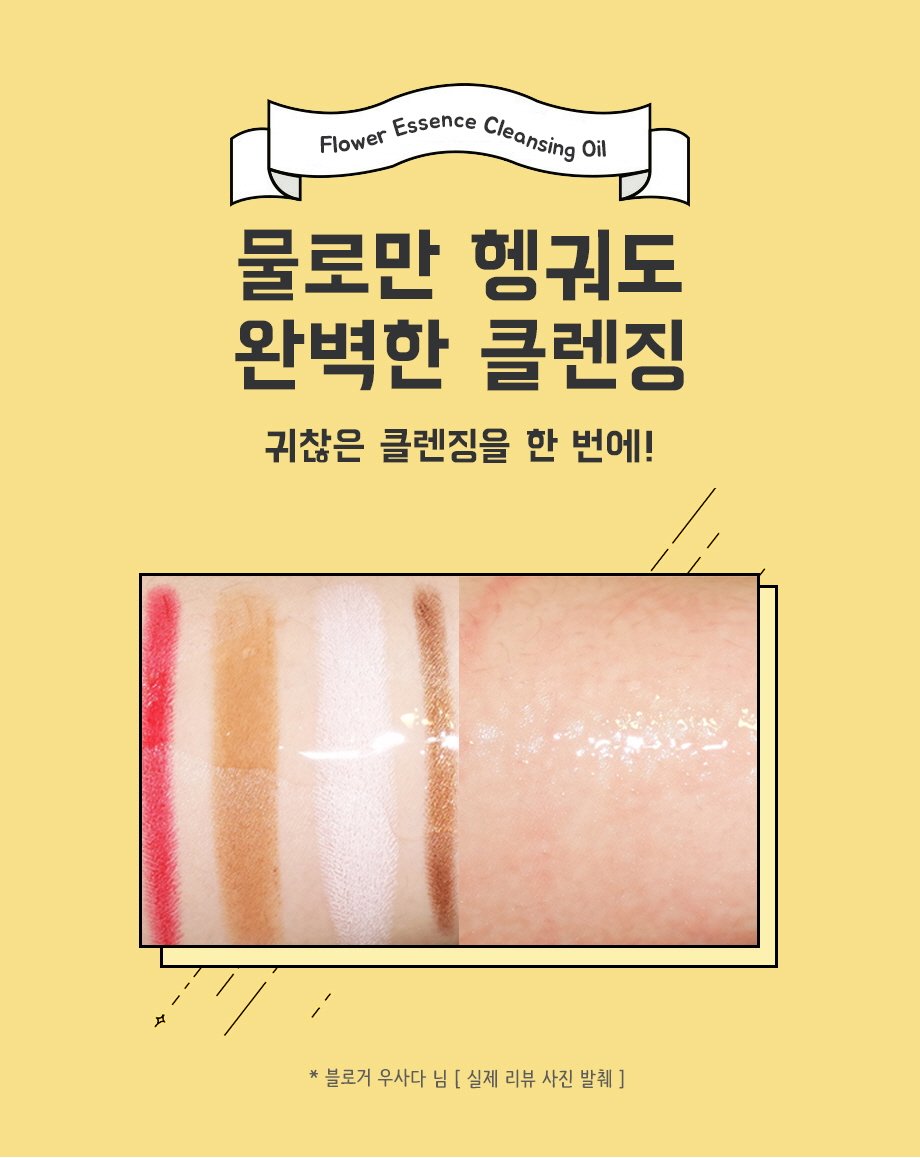 Flower Essence Cleansing Oil
물로만 헹궈도
완벽한 클렌징
귀찮은 클렌징을 한 번에!
* 블로거 우사다 님 [ 실제 리뷰 사진 발췌 ]